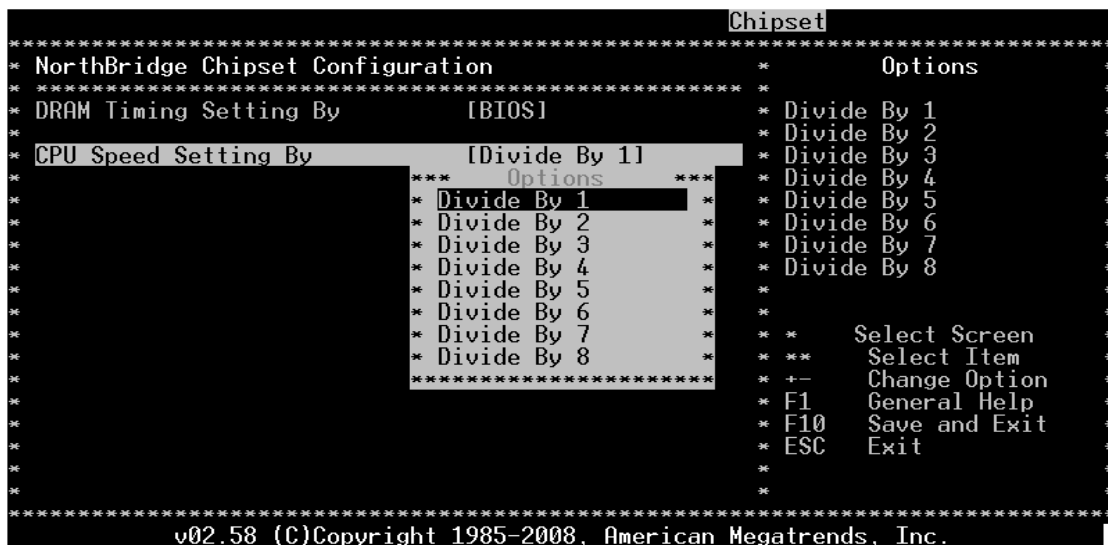 Chipset
********************************************************************************
* NorthBridge Chipset Configuration * Options
* ***************************************************** *
* DRAM Timing Setting By [BIOS] * Divide By 1
* * Divide By 2
* CPU Speed Setting By [Divide By 1] * Divide By 3
* *** Options *** * Divide By 4
* * Divide By 1 * * Divide By 5
* * Divide By 2 * * Divide By 6
* * Divide By 3 * * Divide By 7
* * Divide By 4 * * Divide By 8
* * Divide By 5 * *
* * Divide By 6 * *
* * Divide By 7 * * * Select Screen
* * Divide By 8 * * ** Select Item
* *********************** * +- Change Option
* * F1 General Help
* * F10 Save and Exit
* * ESC Exit
* *
* *
********************************************************************************
v02.58 (C)Copyright 1985-2008, American Megatrends, Inc.